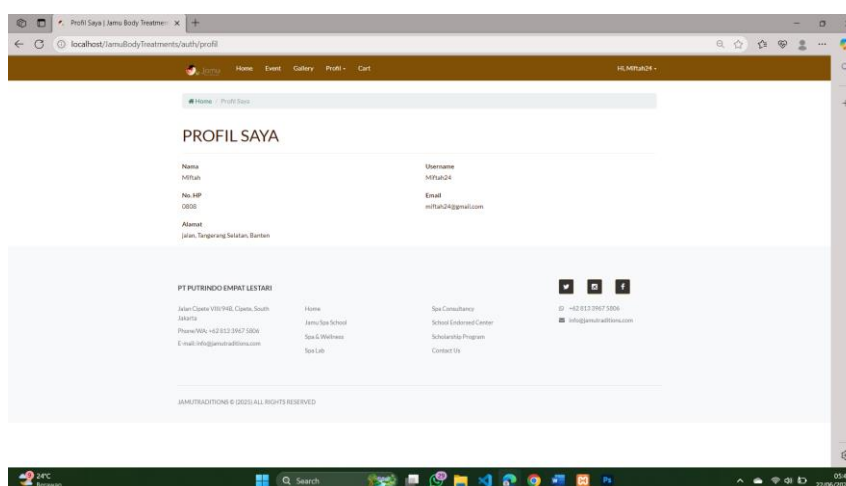 Profil Saya | Jamu Body Treatmen
localhost/JamuBodyTreatments/auth/profil
Jamu Home Event Gallery Profil Cart HI, Miftah24
Home / Profil Saya
PROFIL SAYA
Nama Username
Miftah Miftah24
No. HP Email
0808 miftah24@gmail.com
Alamat
jalan, Tangerang Selatan, Banten
PT PUTRINDO EMPAT LESTARI
Jalan Cipete VIII/94B, Cipete, South Jakarta
Phone/WA: +62 813 3967 5806
E-mail: info@jamutraditions.com
Home
Jamu Spa School
Spa & Wellness
Spa Lab
Spa Consultancy
School Endorsed Center
Scholarship Program
Contact Us
+62 813 3967 5806
info@jamutraditions.com
JAMUTRADITIONS © (2025) ALL RIGHTS RESERVED
24°C
Berawan
Search